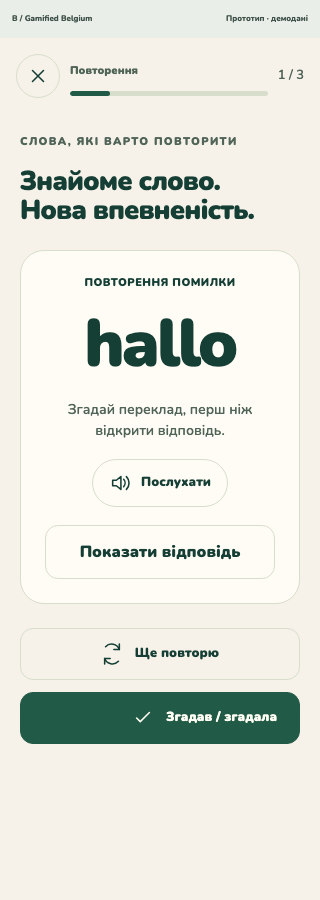 B / Gamified Belgium
Прототип · демодані
Повторення
1 / 3
СЛОВА, ЯКІ ВАРТО ПОВТОРИТИ
Знайоме слово.
Нова впевненість.
ПОВТОРЕННЯ ПОМИЛКИ
hallo
Згадай переклад, перш ніж
відкрити відповідь.
Послухати
Показати відповідь
Ще повторю
Згадав / згадала